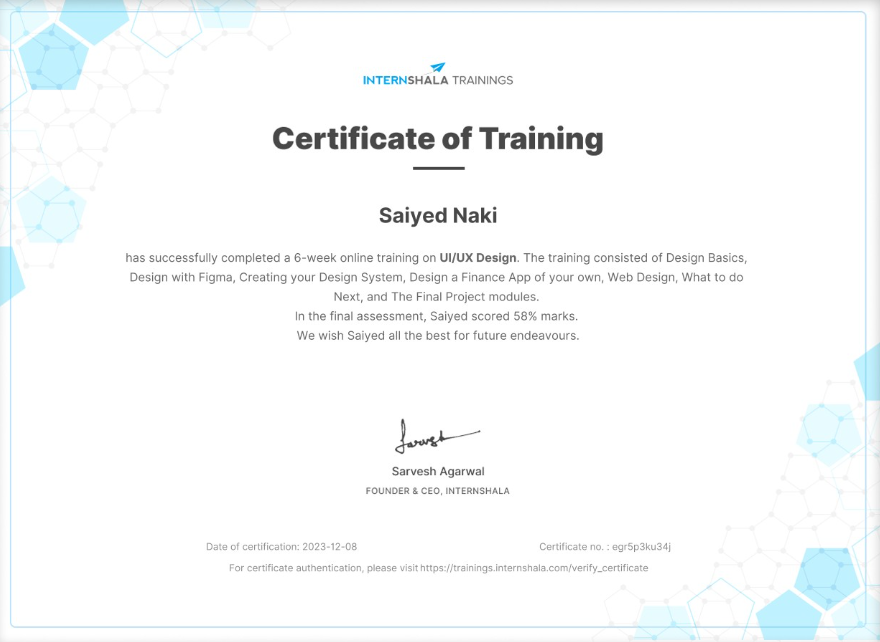 INTERNSHALA TRAININGS
Certificate of Training
Saiyed Naki
has successfully completed a 6-week online training on UI/UX Design. The training consisted of Design Basics,
Design with Figma, Creating your Design System, Design a Finance App of your own, Web Design, What to do
Next, and The Final Project modules.
In the final assessment, Saiyed scored 58% marks.
We wish Saiyed all the best for future endeavours.
Sarvesh
Sarvesh Agarwal
FOUNDER & CEO, INTERNSHALA
Date of certification: 2023-12-08
Certificate no. : egr5p3ku34j
For certificate authentication, please visit https://trainings.internshala.com/verify_certificate